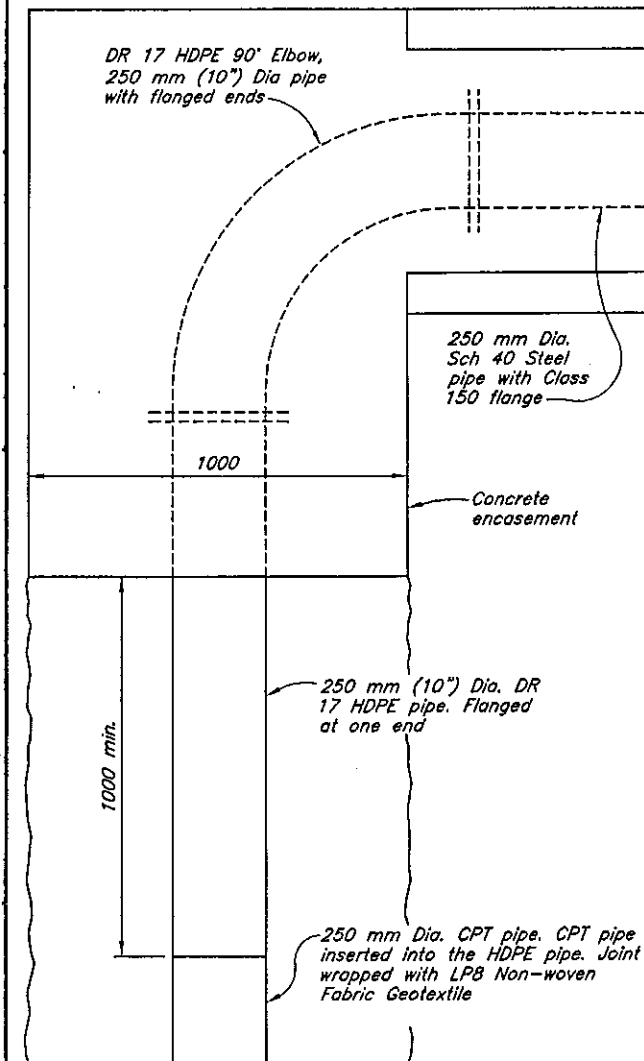 DR 17 HDPE 90° Elbow,
250 mm (10") Dia pipe
with flanged ends
250 mm Dia.
Sch 40 Steel
pipe with Class
150 flange
1000
Concrete
encasement
250 mm (10") Dia. DR
17 HDPE pipe. Flanged
at one end
1000 min.
250 mm Dia. CPT pipe. CPT pipe
inserted into the HDPE pipe. Joint
wrapped with LP8 Non-woven
Fabric Geotextile